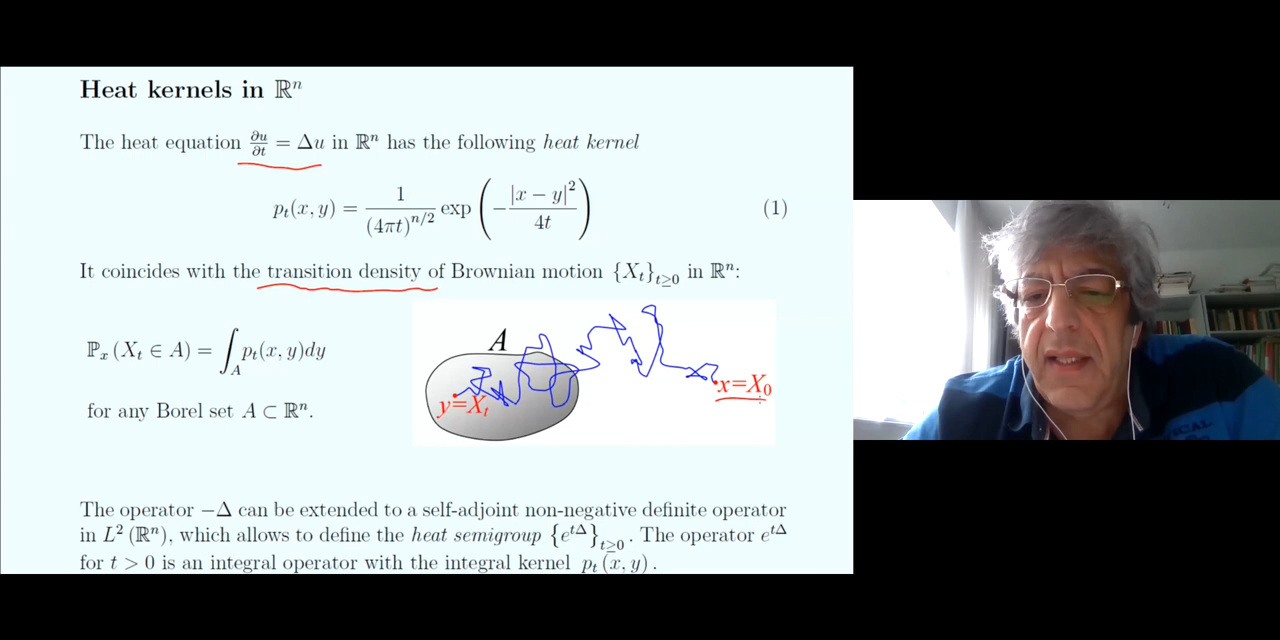 Heat kernels in ℝⁿ
The heat equation ∂u/∂t = Δu in ℝⁿ has the following heat kernel
pₜ(x, y) = 1/(4πt)^{n/2} exp(−|x − y|²/4t) (1)
It coincides with the transition density of Brownian motion {Xₜ}_{t≥0} in ℝⁿ:
ℙₓ (Xₜ ∈ A) = ∫_A pₜ(x, y)dy
for any Borel set A ⊂ ℝⁿ.
A
x=X₀
y=Xₜ
The operator −Δ can be extended to a self-adjoint non-negative definite operator
in L² (ℝⁿ), which allows to define the heat semigroup {e^{tΔ}}_{t≥0}. The operator e^{tΔ}
for t > 0 is an integral operator with the integral kernel pₜ (x, y).